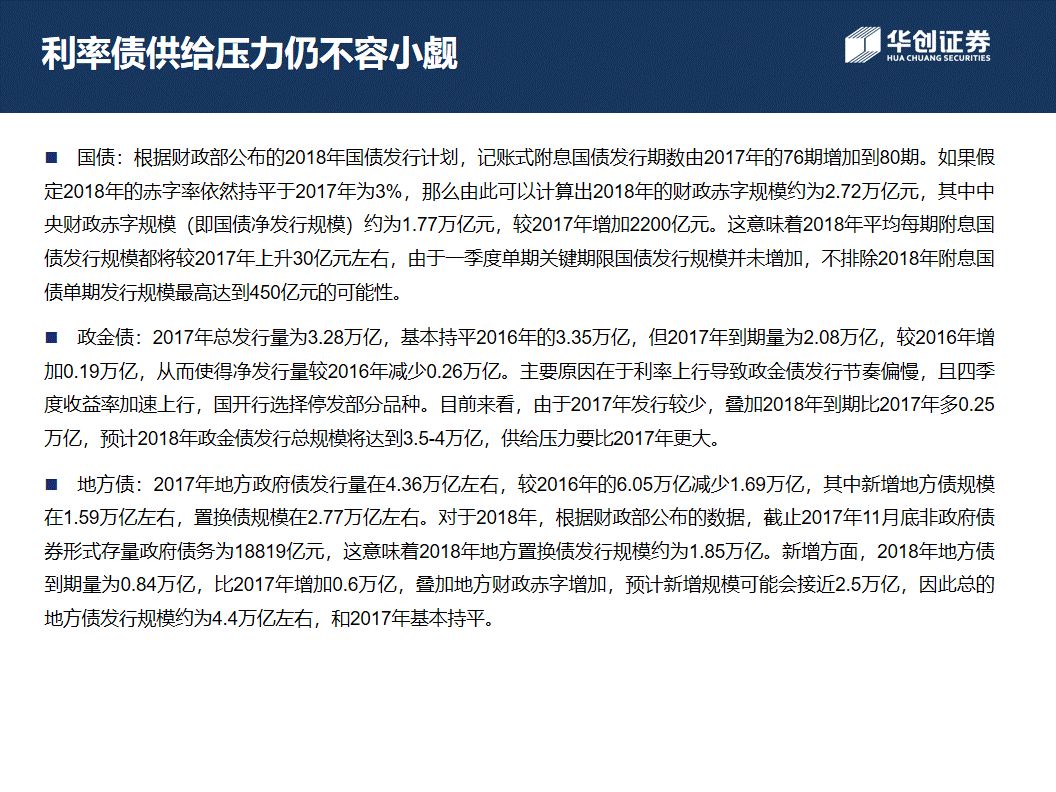 利率债供给压力仍不容小觑
华创证券
HUA CHUANG SECURITIES
■ 国债：根据财政部公布的2018年国债发行计划，记账式附息国债发行期数由2017年的76期增加到80期。如果假
定2018年的赤字率依然持平于2017年为3%，那么由此可以计算出2018年的财政赤字规模约为2.72万亿元，其中中
央财政赤字规模（即国债净发行规模）约为1.77万亿元，较2017年增加2200亿元。这意味着2018年平均每期附息国
债发行规模都将较2017年上升30亿元左右，由于一季度单期关键期限国债发行规模并未增加，不排除2018年附息国
债单期发行规模最高达到450亿元的可能性。
■ 政金债：2017年总发行量为3.28万亿，基本持平2016年的3.35万亿，但2017年到期量为2.08万亿，较2016年增
加0.19万亿，从而使得净发行量较2016年减少0.26万亿。主要原因在于利率上行导致政金债发行节奏偏慢，且四季
度收益率加速上行，国开行选择停发部分品种。目前来看，由于2017年发行较少，叠加2018年到期比2017年多0.25
万亿，预计2018年政金债发行总规模将达到3.5-4万亿，供给压力要比2017年更大。
■ 地方债：2017年地方政府债发行量在4.36万亿左右，较2016年的6.05万亿减少1.69万亿，其中新增地方债规模
在1.59万亿左右，置换债规模在2.77万亿左右。对于2018年，根据财政部公布的数据，截止2017年11月底非政府债
券形式存量政府债务为18819亿元，这意味着2018年地方置换债发行规模约为1.85万亿。新增方面，2018年地方债
到期量为0.84万亿，比2017年增加0.6万亿，叠加地方财政赤字增加，预计新增规模可能会接近2.5万亿，因此总的
地方债发行规模约为4.4万亿左右，和2017年基本持平。